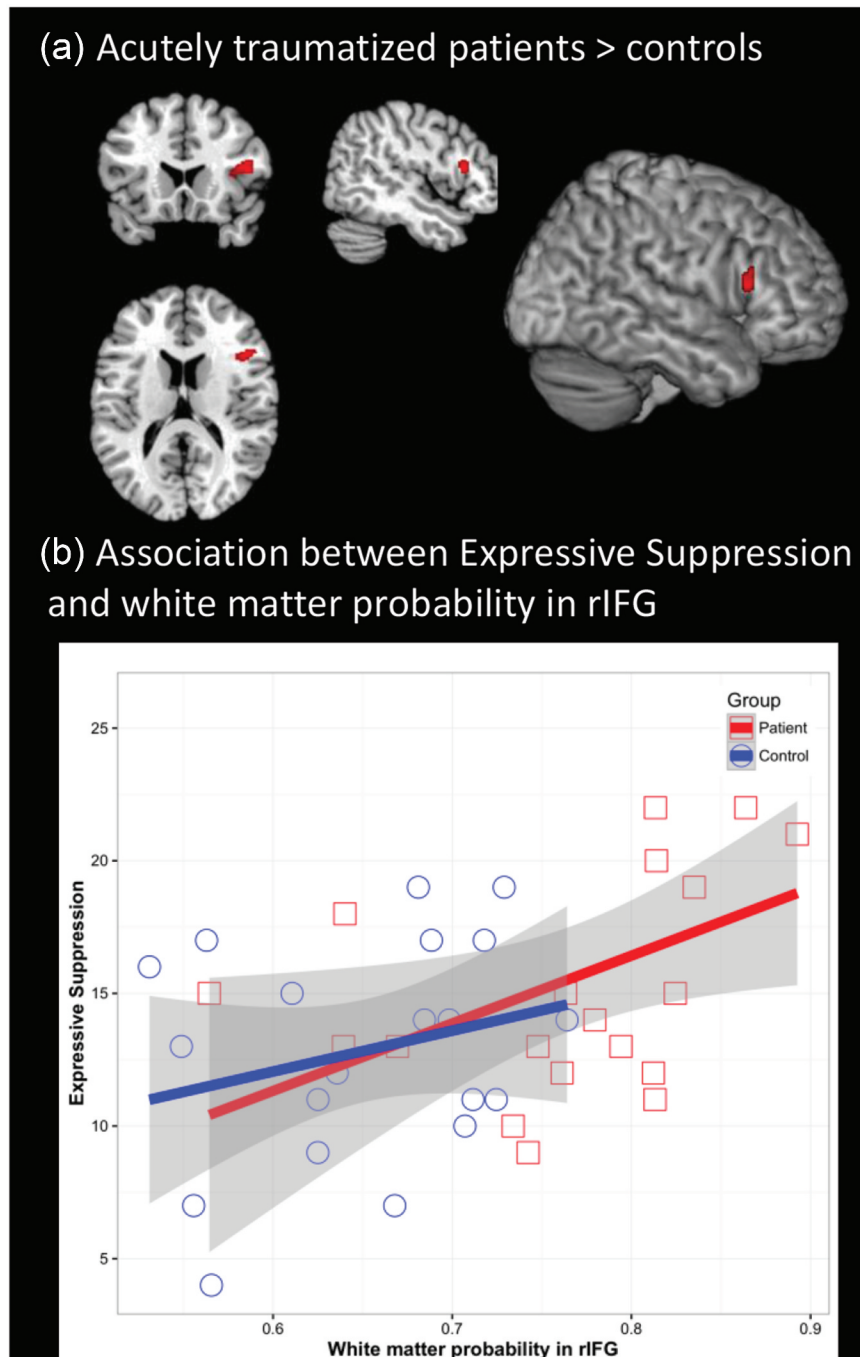 (a) Acutely traumatized patients > controls
(b) Association between Expressive Suppression
and white matter probability in rIFG
Group
Patient
Control
25
20
15
10
5
Expressive Suppression
0.6
0.7
0.8
0.9
White matter probability in rIFG